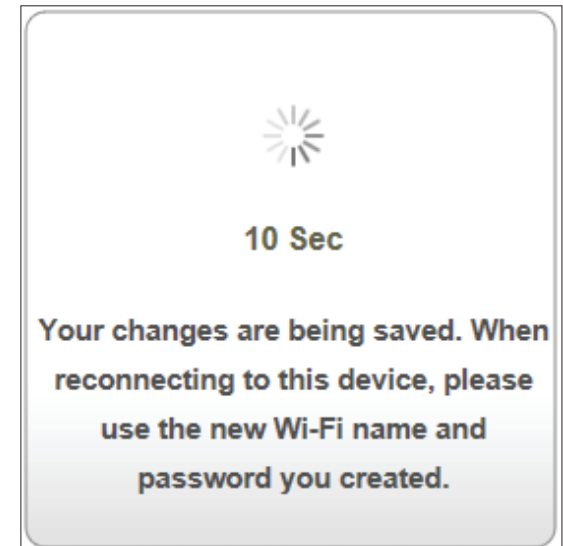 10 Sec
Your changes are being saved. When
reconnecting to this device, please
use the new Wi-Fi name and
password you created.